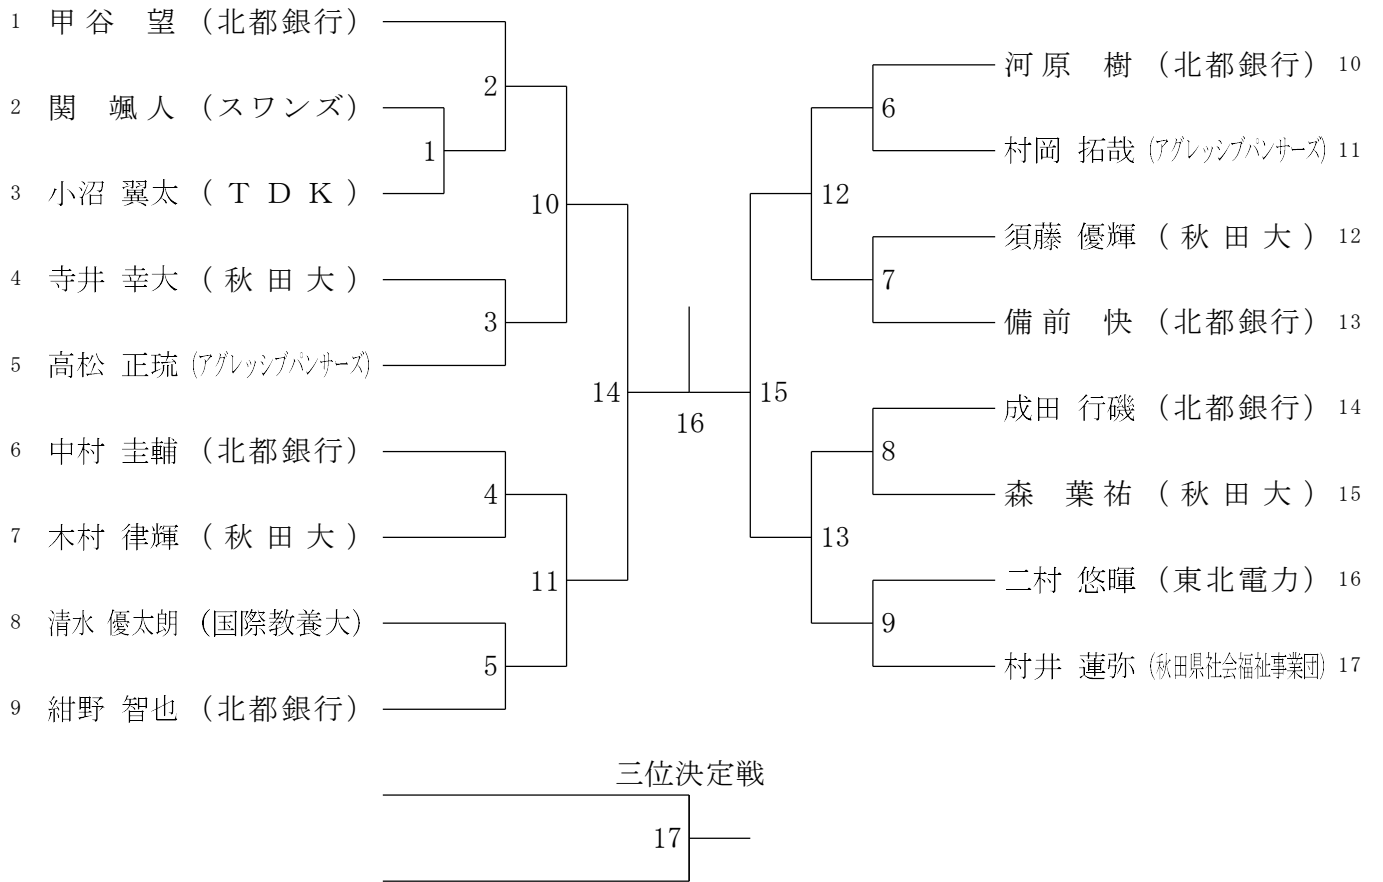 1 甲谷 望 (北都銀行)
2 関 颯人 (スワンズ)
3 小沼 翼太 (TDK)
4 寺井 幸大 (秋田大)
5 高松 正琉 (アグレッシブパンサーズ)
6 中村 圭輔 (北都銀行)
7 木村 律輝 (秋田大)
8 清水 優太朗 (国際教養大)
9 紺野 智也 (北都銀行)
2
1
10
3
14
4
11
5
16
15
6
12
7
8
13
9
河原 樹 (北都銀行) 10
村岡 拓哉 (アグレッシブパンサーズ) 11
須藤 優輝 (秋田大) 12
備前 快 (北都銀行) 13
成田 行磯 (北都銀行) 14
森 葉祐 (秋田大) 15
二村 悠暉 (東北電力) 16
村井 蓮弥 (秋田県社会福祉事業団) 17
三位決定戦
17